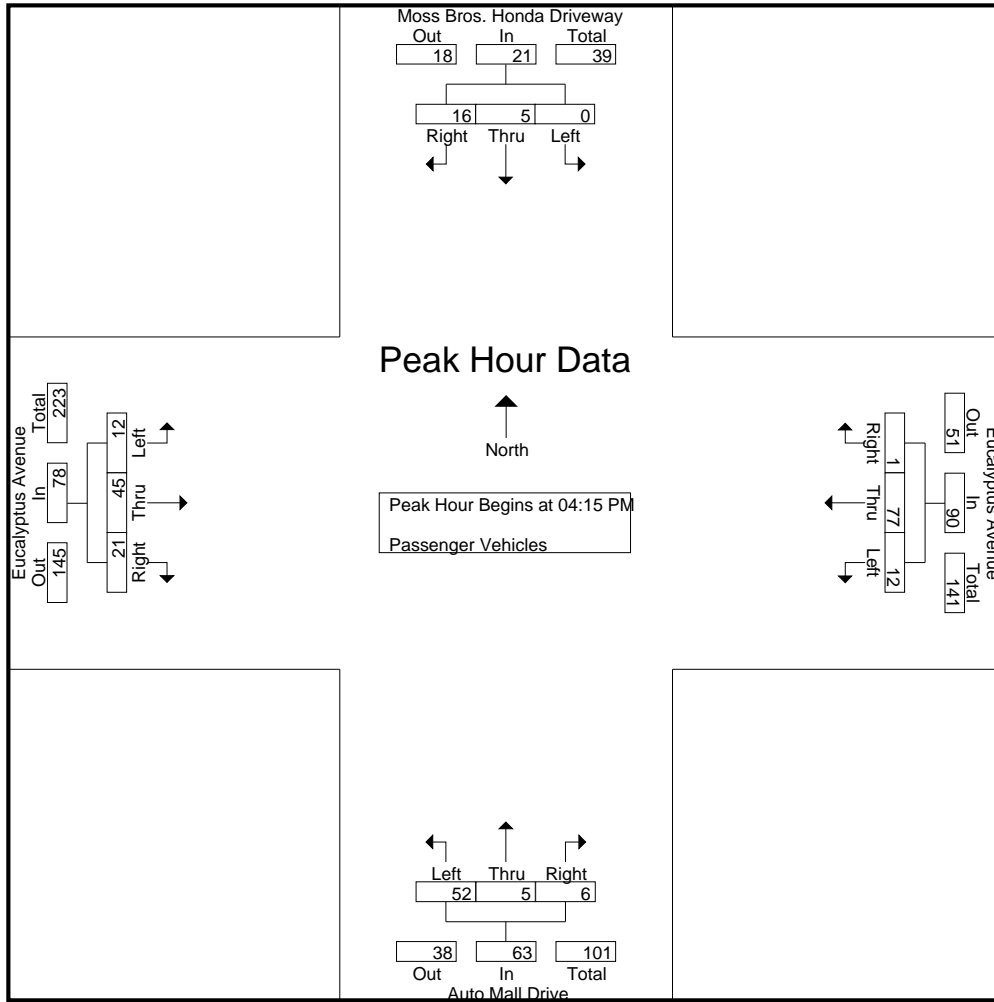 Moss Bros. Honda Driveway
Out In Total
18 21 39
16 5 0
Right Thru Left
Peak Hour Data
North
Peak Hour Begins at 04:15 PM
Passenger Vehicles
Eucalyptus Avenue
Total In Out
223 78 145
12 45 21
Left Thru Right
Right Thru Left
1 77 12
51 90 141
Out In Total
Eucalyptus Avenue
Left Thru Right
52 5 6
38 63 101
Out In Total
Auto Mall Drive